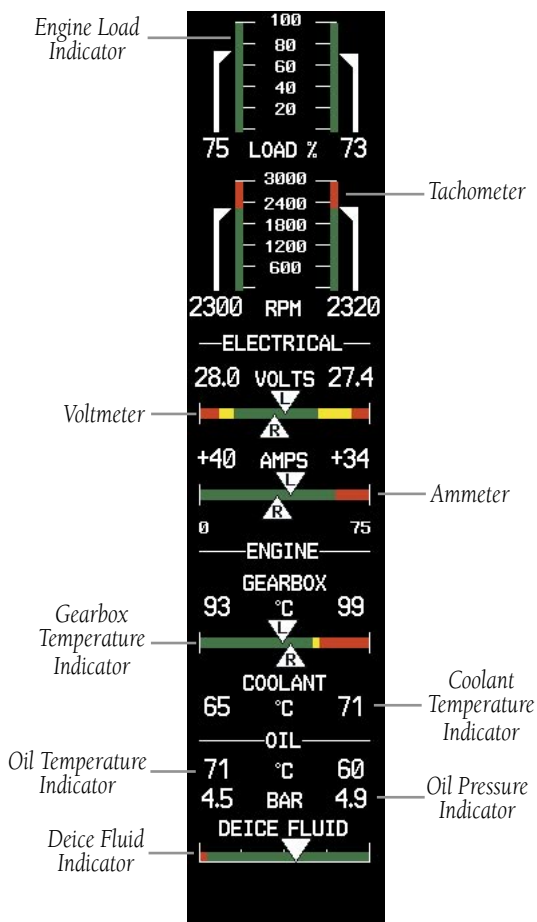 Engine Load
Indicator
100
80
60
40
20
75 LOAD % 73
3000
2400
1800
1200
600
Tachometer
2300 RPM 2320
ELECTRICAL
28.0 VOLTS 27.4
L
Voltmeter
R
+40 AMPS +34
L
Ammeter
R
0 75
ENGINE
GEARBOX
93 °C 99
L
Gearbox
Temperature
Indicator
R
COOLANT
65 °C 71
Coolant
Temperature
Indicator
OIL
Oil Temperature
Indicator
71 °C 60
4.5 BAR 4.9
Oil Pressure
Indicator
DEICE FLUID
Deice Fluid
Indicator